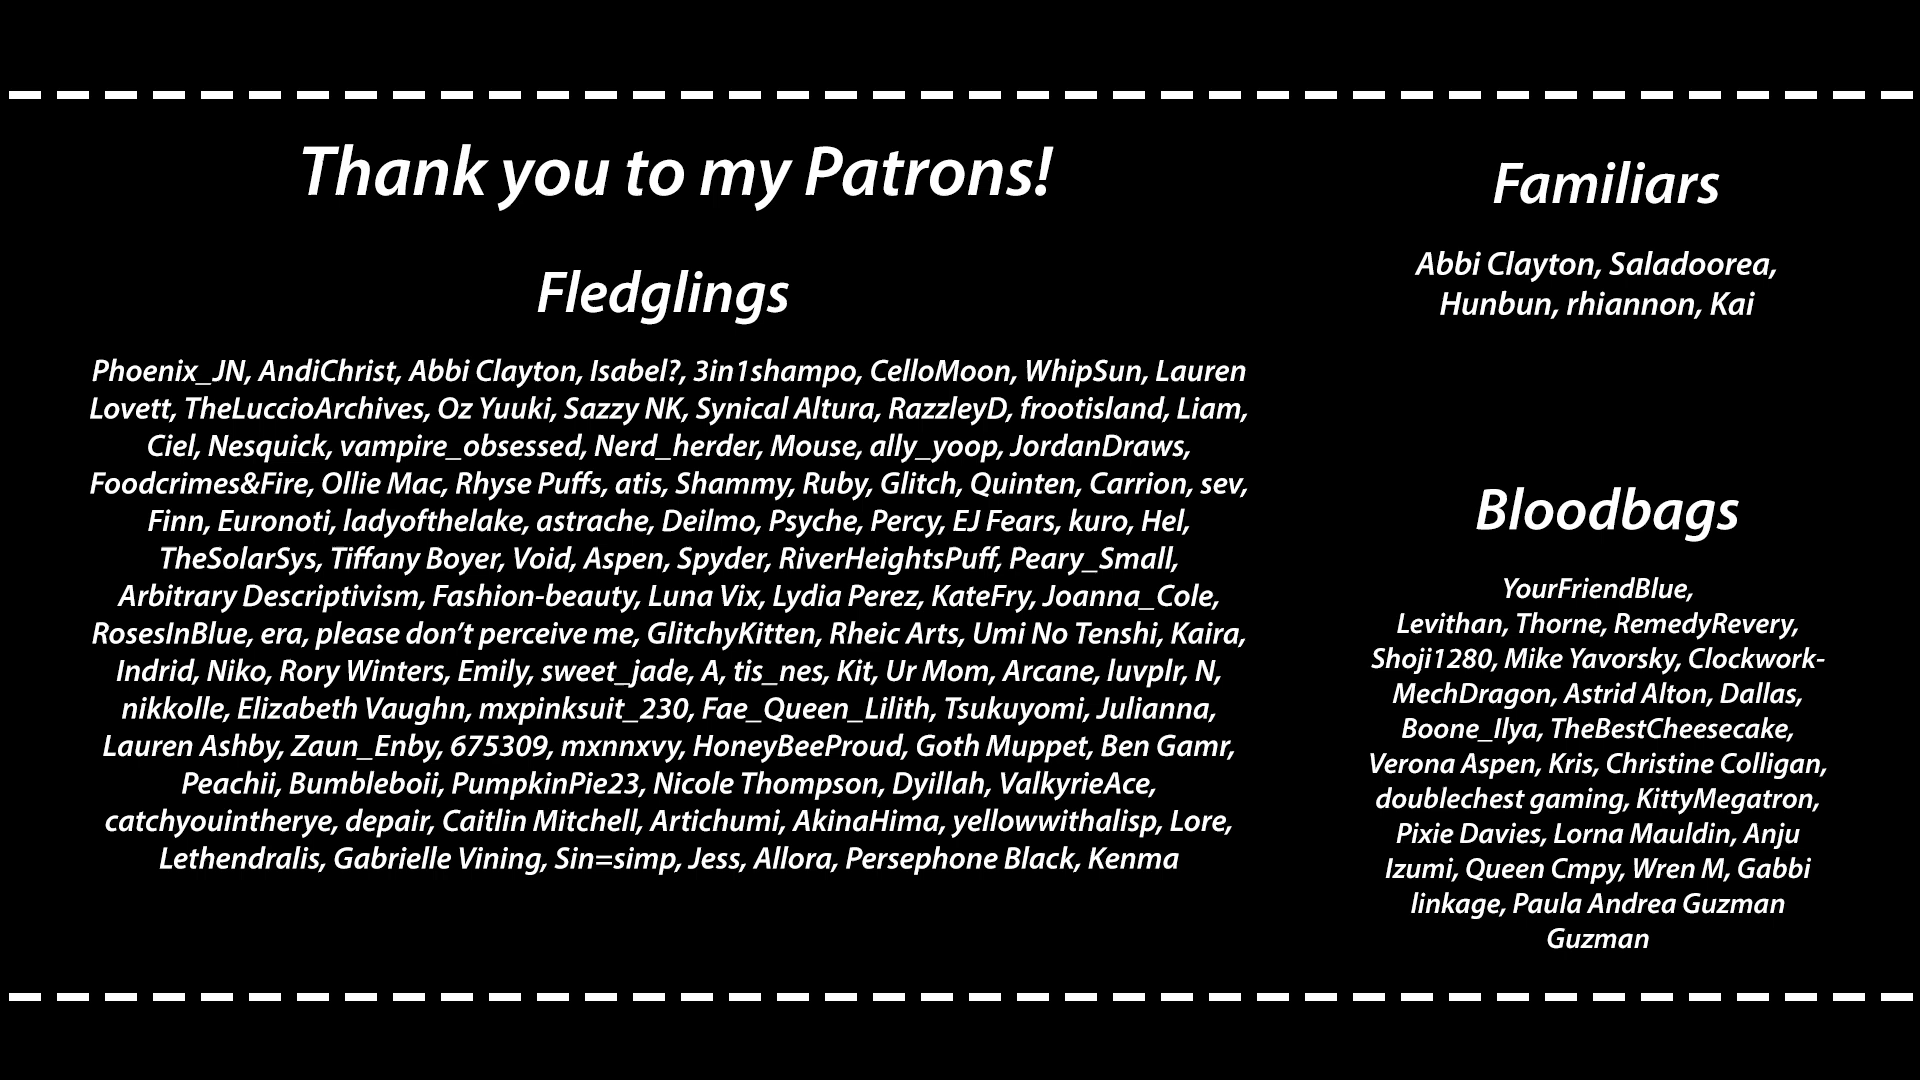 Thank you to my Patrons!
Fledglings
Phoenix_JN, AndiChrist, Abbi Clayton, Isabel?, 3in1shampo, CelloMoon, WhipSun, Lauren
Lovett, TheLuccioArchives, Oz Yuuki, Sazzy NK, Synical Altura, RazzleyD, frootisland, Liam,
Ciel, Nesquick, vampire_obsessed, Nerd_herder, Mouse, ally_yoop, JordanDraws,
Foodcrimes&Fire, Ollie Mac, Rhyse Puffs, atis, Shammy, Ruby, Glitch, Quinten, Carrion, sev,
Finn, Euronoti, ladyofthelake, astrache, Deilmo, Psyche, Percy, EJ Fears, kuro, Hel,
TheSolarSys, Tiffany Boyer, Void, Aspen, Spyder, RiverHeightsPuff, Peary_Small,
Arbitrary Descriptivism, Fashion-beauty, Luna Vix, Lydia Perez, KateFry, Joanna_Cole,
RosesInBlue, era, please don’t perceive me, GlitchyKitten, Rheic Arts, Umi No Tenshi, Kaira,
Indrid, Niko, Rory Winters, Emily, sweet_jade, A, tis_nes, Kit, Ur Mom, Arcane, luvplr, N,
nikkolle, Elizabeth Vaughn, mxpinksuit_230, Fae_Queen_Lilith, Tsukuyomi, Julianna,
Lauren Ashby, Zaun_Enby, 675309, mxnnxvy, HoneyBeeProud, Goth Muppet, Ben Gamr,
Peachii, Bumbleboii, PumpkinPie23, Nicole Thompson, Dyillah, ValkyrieAce,
catchyouintherye, depair, Caitlin Mitchell, Artichumi, AkinaHima, yellowwithalisp, Lore,
Lethendralis, Gabrielle Vining, Sin=simp, Jess, Allora, Persephone Black, Kenma
Familiars
Abbi Clayton, Saladoorea,
Hunbun, rhiannon, Kai
Bloodbags
YourFriendBlue,
Levithan, Thorne, RemedyRevery,
Shoji1280, Mike Yavorsky, Clockwork-
MechDragon, Astrid Alton, Dallas,
Boone_Ilya, TheBestCheesecake,
Verona Aspen, Kris, Christine Colligan,
doublechest gaming, KittyMegatron,
Pixie Davies, Lorna Mauldin, Anju
Izumi, Queen Cmpy, Wren M, Gabbi
linkage, Paula Andrea Guzman
Guzman